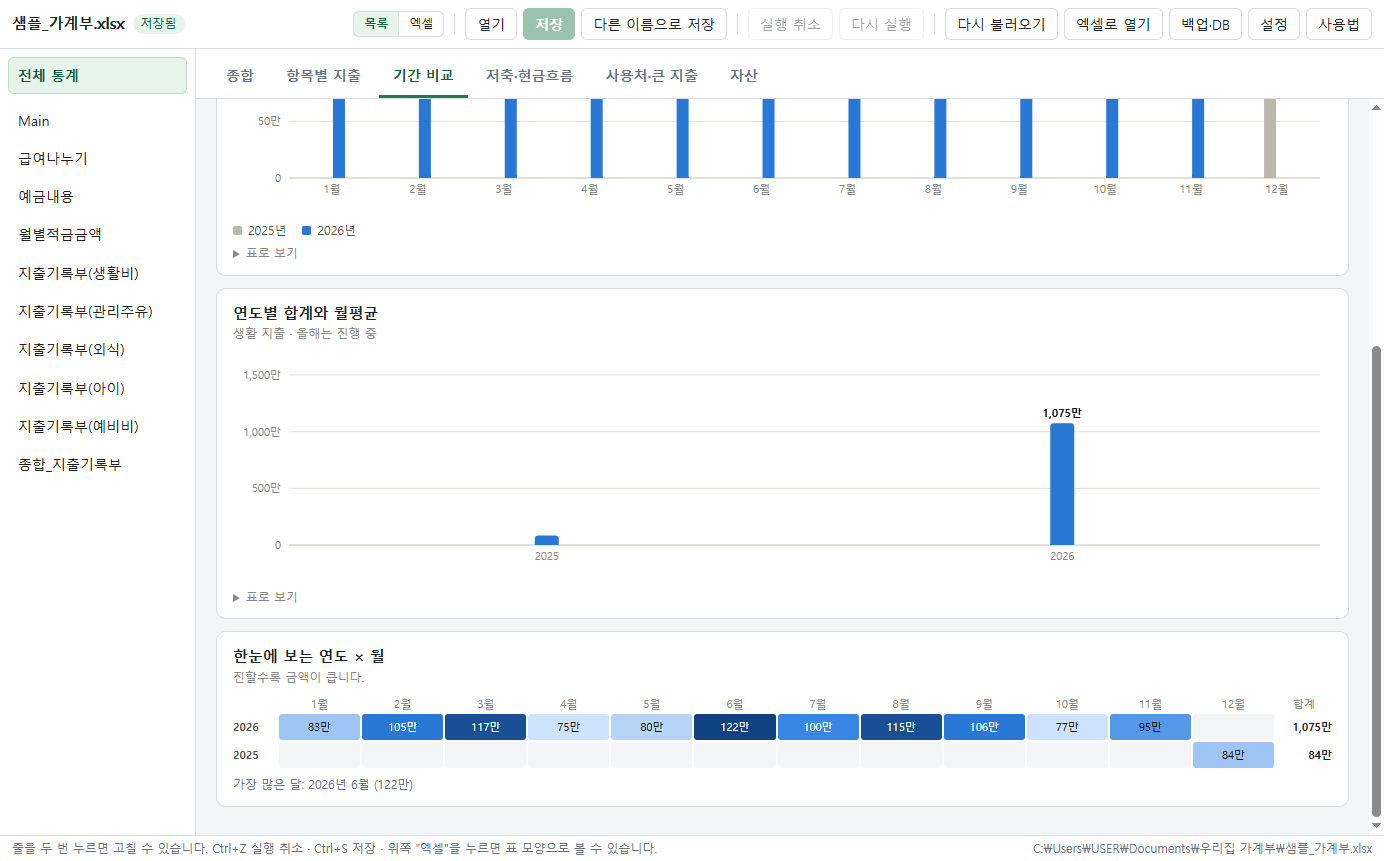 샘플_가계부.xlsx 저장됨 목록 엑셀 열기 저장 다른 이름으로 저장 실행 취소 다시 실행 다시 불러오기 엑셀로 열기 백업·DB 설정 사용법
전체 통계
Main
급여나누기
예금내용
월별적금금액
지출기록부(생활비)
지출기록부(관리주유)
지출기록부(외식)
지출기록부(아이)
지출기록부(예비비)
종합_지출기록부
종합 항목별 지출 기간 비교 저축·현금흐름 사용처·큰 지출 자산
50만
0
1월 2월 3월 4월 5월 6월 7월 8월 9월 10월 11월 12월
2025년 2026년
▶ 표로 보기
연도별 합계와 월평균
생활 지출 · 올해는 진행 중
1,500만
1,075만
1,000만
500만
0
2025 2026
▶ 표로 보기
한눈에 보는 연도 × 월
진할수록 금액이 큽니다.
1월 2월 3월 4월 5월 6월 7월 8월 9월 10월 11월 12월 합계
2026 83만 105만 117만 75만 80만 122만 100만 115만 106만 77만 95만 1,075만
2025 84만 84만
가장 많은 달: 2026년 6월 (122만)
줄을 두 번 누르면 고칠 수 있습니다. Ctrl+Z 실행 취소 · Ctrl+S 저장 · 위쪽 "엑셀"을 누르면 표 모양으로 볼 수 있습니다. C:₩Users₩USER₩Documents₩우리집 가계부₩샘플_가계부.xlsx